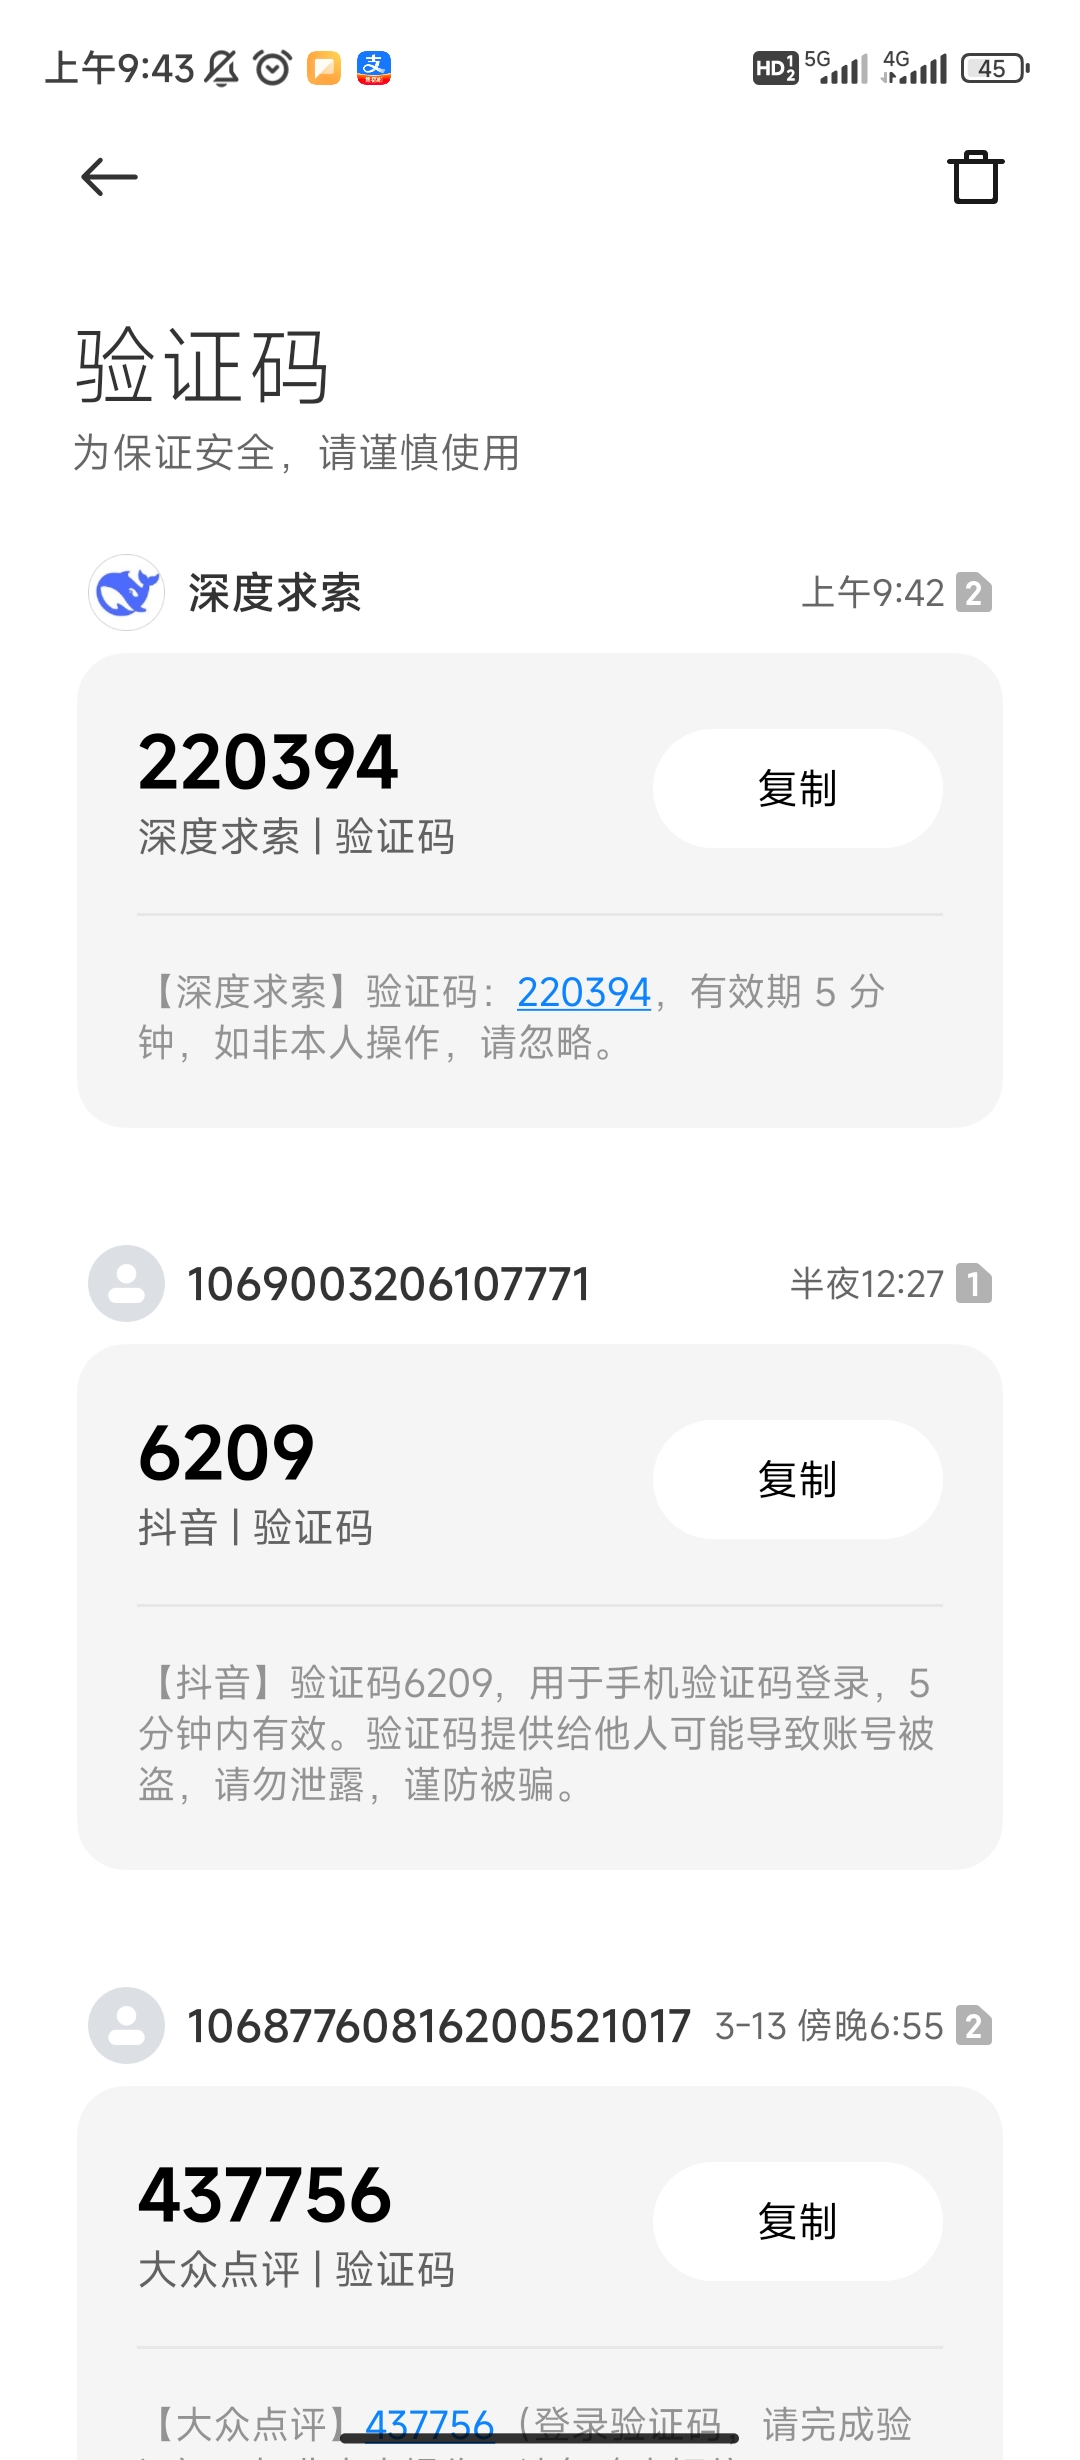 上午9:43 支 HD 1 2 5G 4G 45
验证码
为保证安全，请谨慎使用
深度求索 上午9:42 2
220394 复制
深度求索 | 验证码
【深度求索】验证码：220394，有效期 5 分
钟，如非本人操作，请忽略。
1069003206107771 半夜12:27 1
6209 复制
抖音 | 验证码
【抖音】验证码6209，用于手机验证码登录，5
分钟内有效。验证码提供给他人可能导致账号被
盗，请勿泄露，谨防被骗。
10687760816200521017 3-13 傍晚6:55 2
437756 复制
大众点评 | 验证码
【大众点评】437756（登录验证码，请完成验